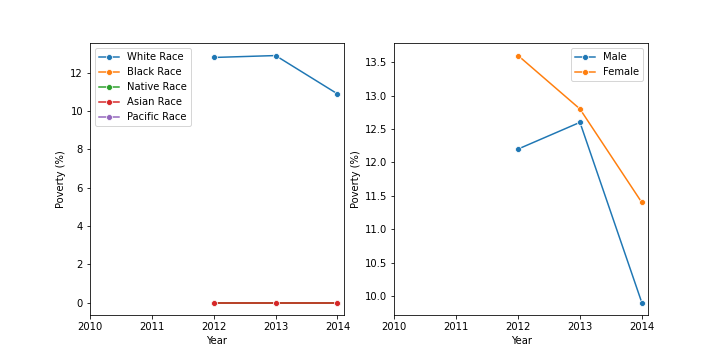 White Race
Black Race
Native Race
Asian Race
Pacific Race
12
10
8
6
4
2
0
Poverty (%)
2010 2011 2012 2013 2014
Year
Male
Female
13.5
13.0
12.5
12.0
11.5
11.0
10.5
10.0
Poverty (%)
2010 2011 2012 2013 2014
Year